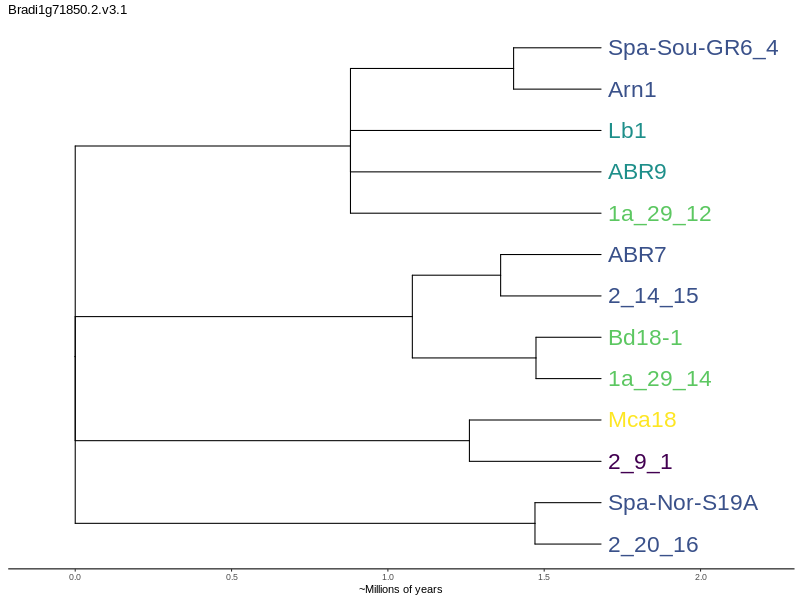 Bradi1g71850.2.v3.1
Spa-Sou-GR6_4
Arn1
Lb1
ABR9
1a_29_12
ABR7
2_14_15
Bd18-1
1a_29_14
Mca18
2_9_1
Spa-Nor-S19A
2_20_16
0.0 0.5 1.0 1.5 2.0
~Millions of years